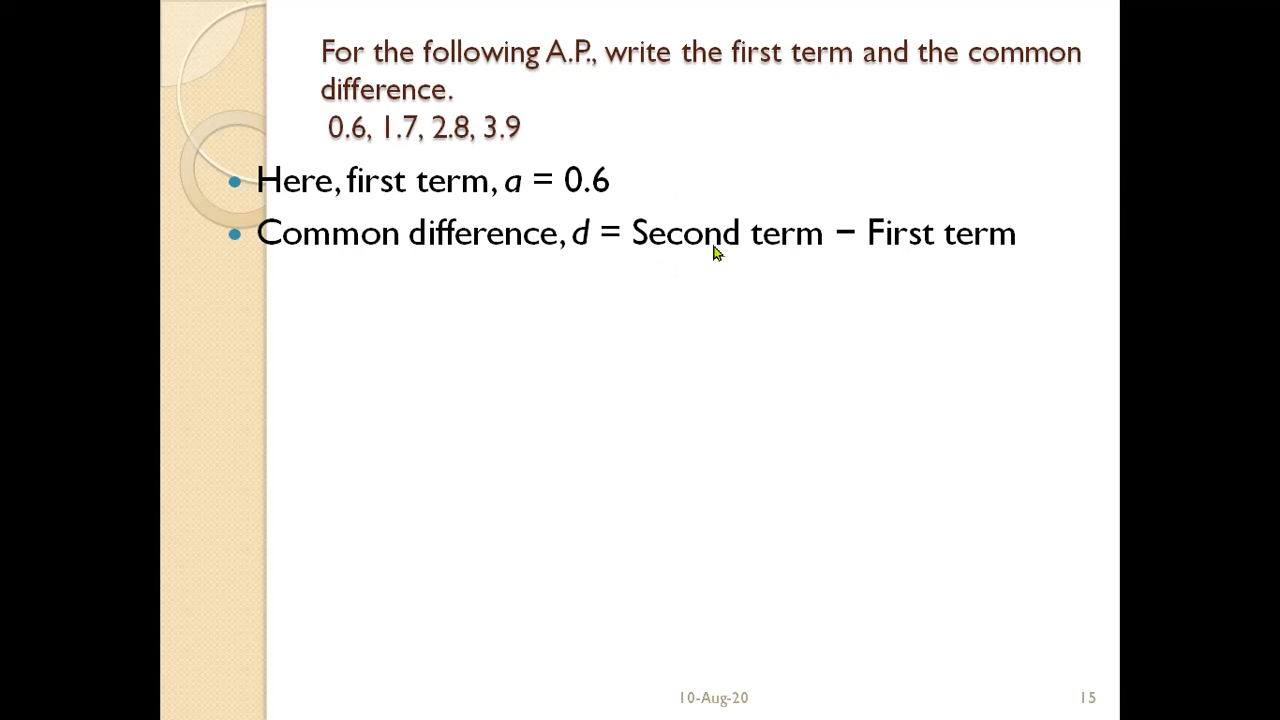 For the following A.P., write the first term and the common
difference.
0.6, 1.7, 2.8, 3.9
• Here, first term, a = 0.6
• Common difference, d = Second term − First term
10-Aug-20
15